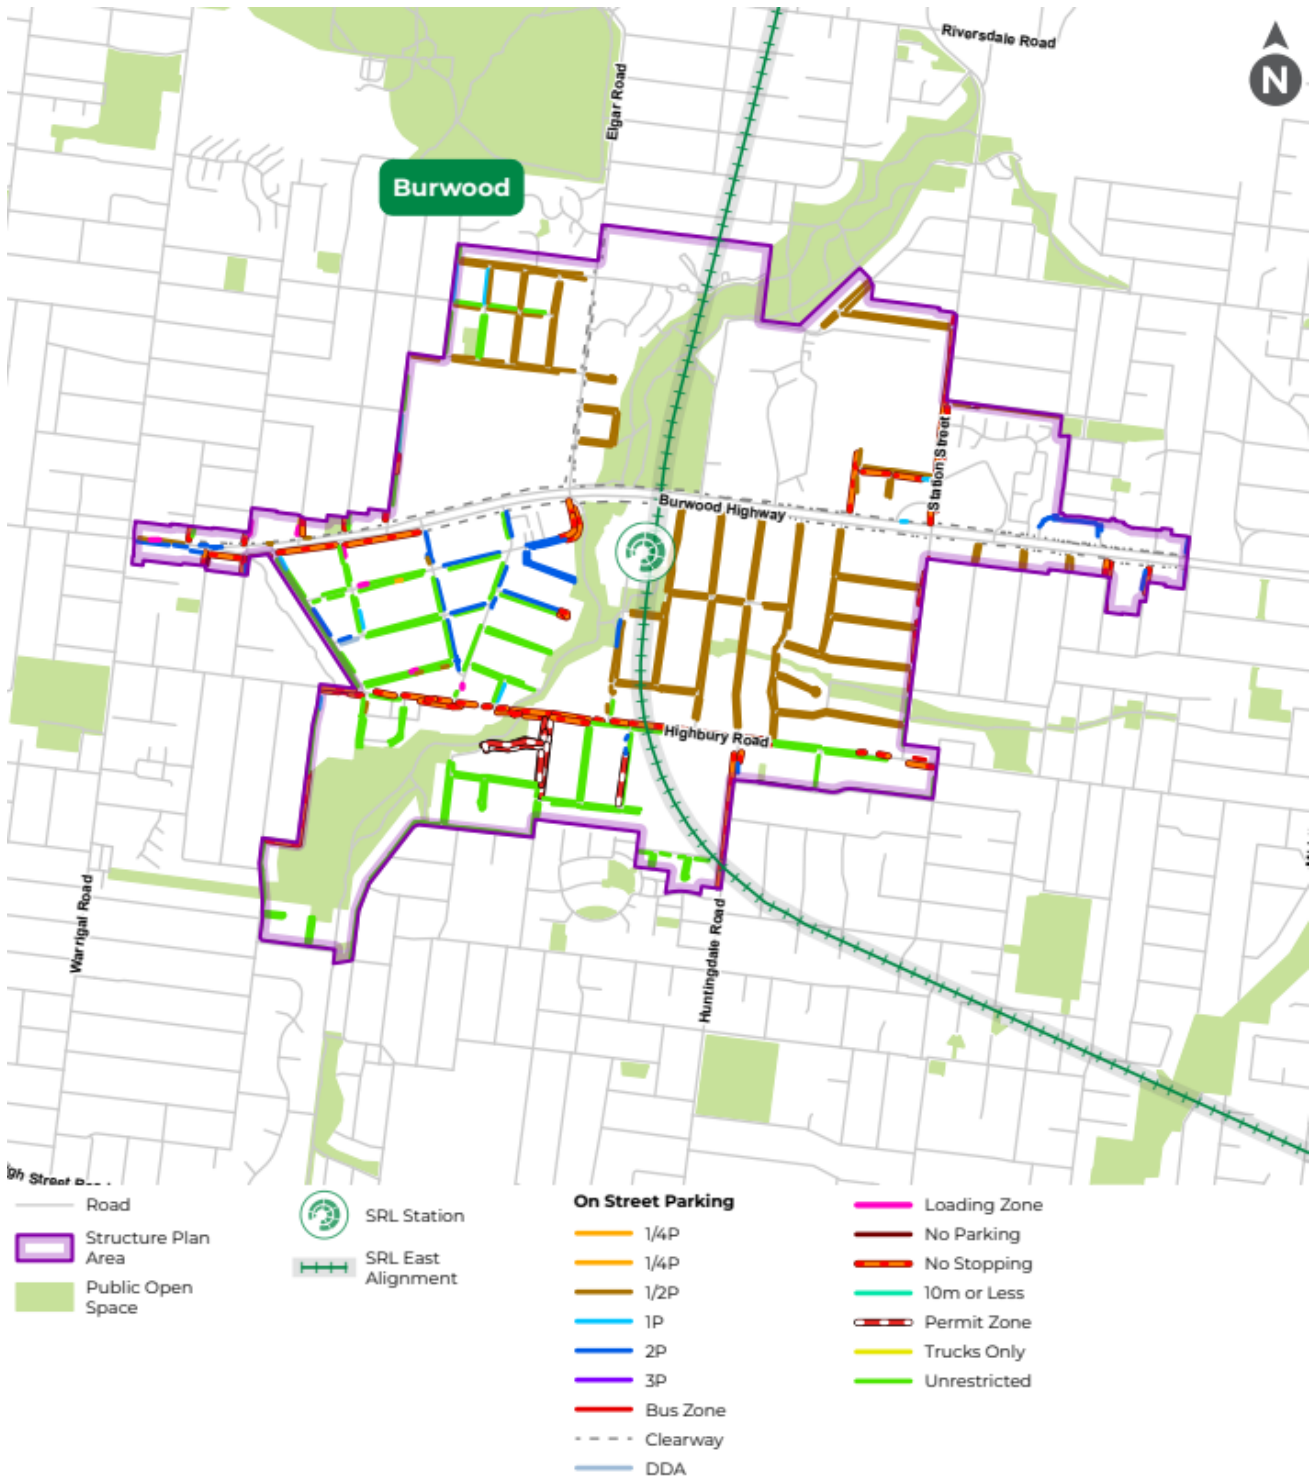 Riversdale Road
N
Elgar Road
Burwood
Station Street
Burwood Highway
Highbury Road
Warrigal Road
Huntingdale Road
Road
Structure Plan
Area
Public Open
Space
SRL Station
SRL East
Alignment
On Street Parking
1/4P
1/4P
1/2P
1P
2P
3P
Bus Zone
Clearway
DDA
Loading Zone
No Parking
No Stopping
10m or Less
Permit Zone
Trucks Only
Unrestricted